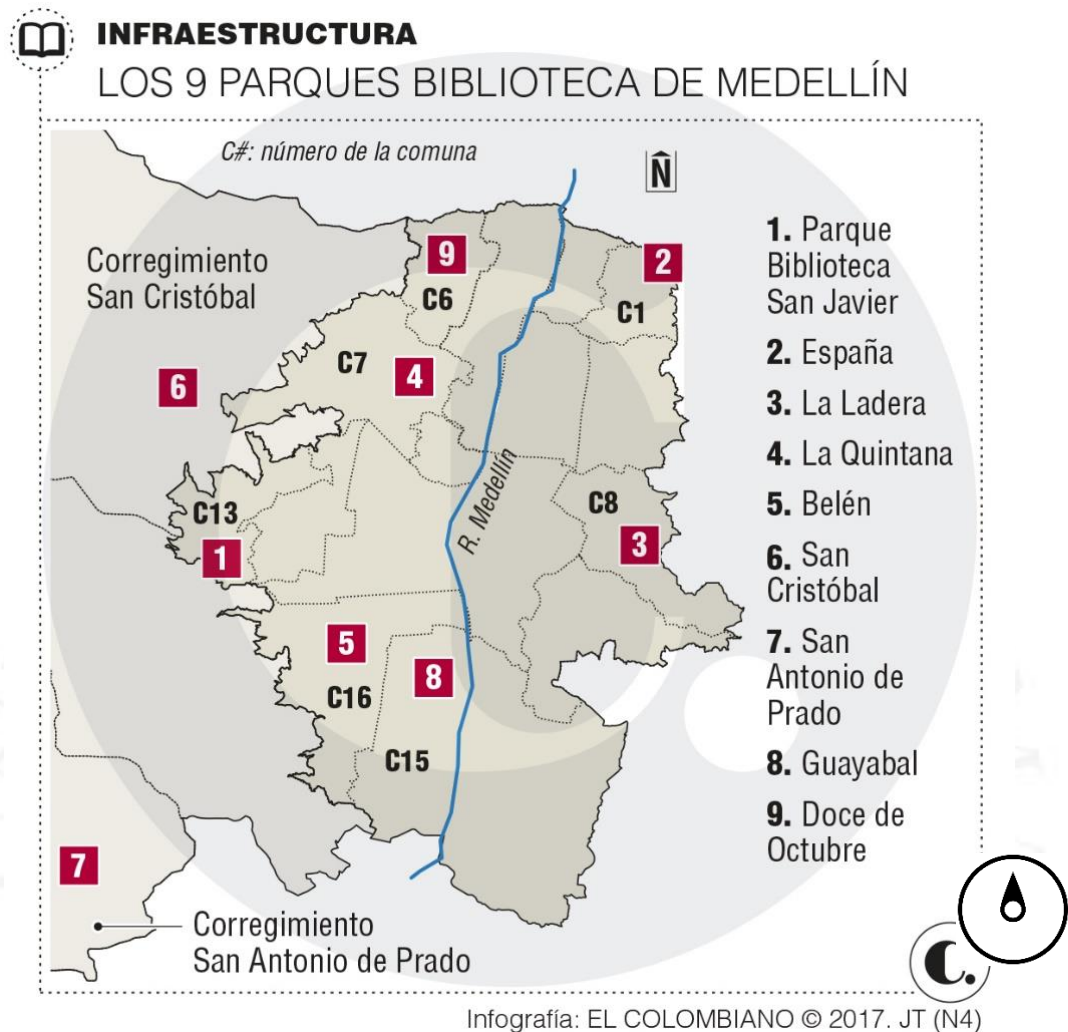 INFRAESTRUCTURA
LOS 9 PARQUES BIBLIOTECA DE MEDELLÍN
C#: número de la comuna
N
Corregimiento
San Cristóbal
9
C6
2
C1
C7
4
6
C13
1
R. Medellín
C8
3
5
C16
8
C15
7
Corregimiento
San Antonio de Prado
1. Parque
Biblioteca
San Javier
2. España
3. La Ladera
4. La Quintana
5. Belén
6. San
Cristóbal
7. San
Antonio de
Prado
8. Guayabal
9. Doce de
Octubre
C.
Infografía: EL COLOMBIANO © 2017. JT (N4)